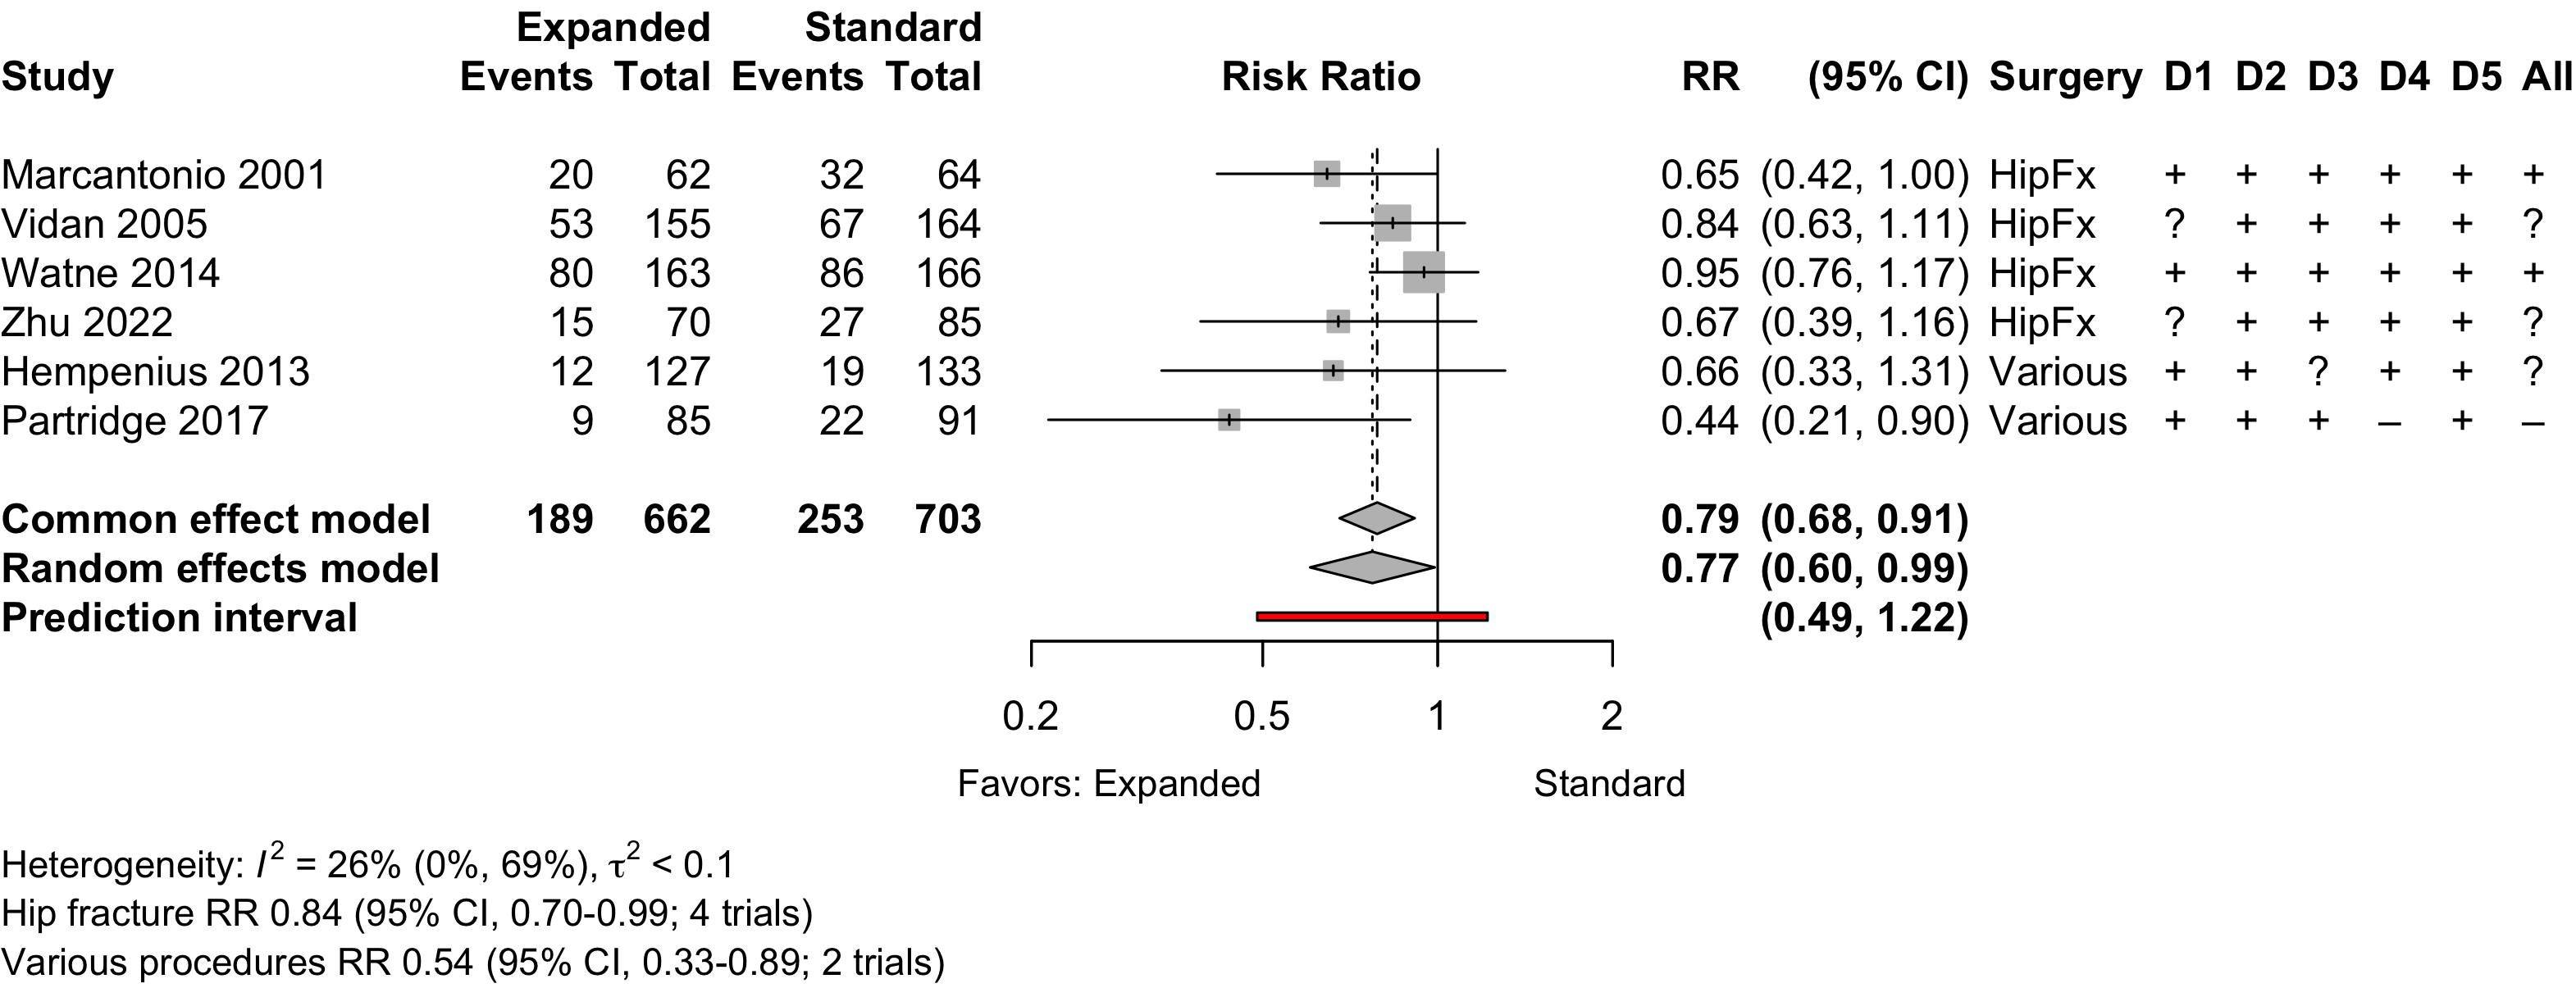 Expanded Standard
Study Events Total Events Total Risk Ratio RR (95% CI) Surgery D1 D2 D3 D4 D5 All
Marcantonio 2001 20 62 32 64 0.65 (0.42, 1.00) HipFx + + + + + +
Vidan 2005 53 155 67 164 0.84 (0.63, 1.11) HipFx ? + + + + ?
Watne 2014 80 163 86 166 0.95 (0.76, 1.17) HipFx + + + + + +
Zhu 2022 15 70 27 85 0.67 (0.39, 1.16) HipFx ? + + + + ?
Hempenius 2013 12 127 19 133 0.66 (0.33, 1.31) Various + + ? + + ?
Partridge 2017 9 85 22 91 0.44 (0.21, 0.90) Various + + + – + –
Common effect model 189 662 253 703 0.79 (0.68, 0.91)
Random effects model 0.77 (0.60, 0.99)
Prediction interval (0.49, 1.22)
0.2 0.5 1 2
Favors: Expanded Standard
Heterogeneity: I² = 26% (0%, 69%), τ² < 0.1
Hip fracture RR 0.84 (95% CI, 0.70-0.99; 4 trials)
Various procedures RR 0.54 (95% CI, 0.33-0.89; 2 trials)